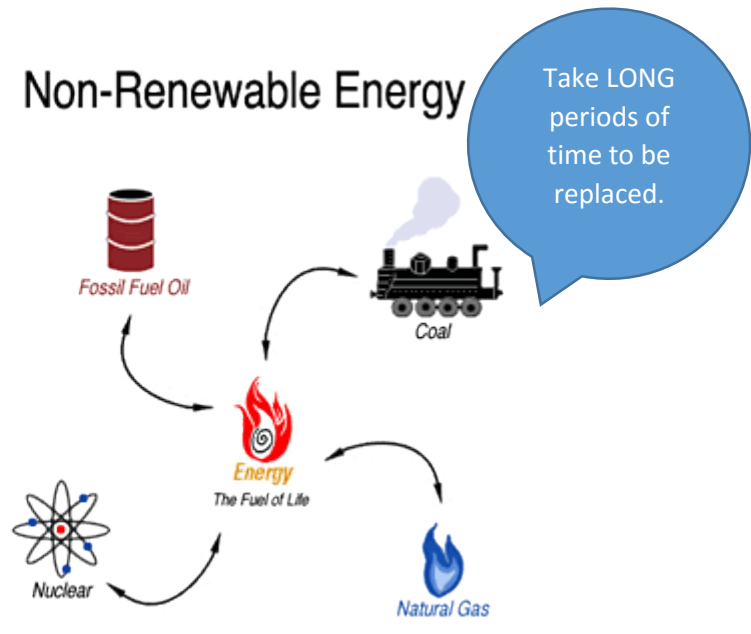 Non-Renewable Energy
Take LONG
periods of
time to be
replaced.
Fossil Fuel Oil
Coal
Energy
The Fuel of Life
Nuclear
Natural Gas